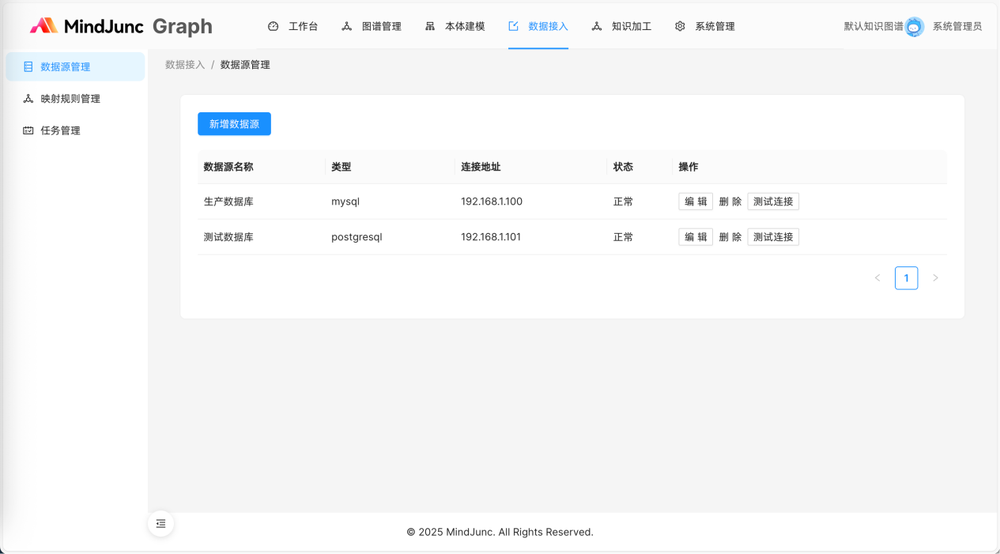 MindJunc Graph
工作台 图谱管理 本体建模 数据接入 知识加工 系统管理 默认知识图谱 系统管理员
数据源管理
映射规则管理
任务管理
数据接入 / 数据源管理
新增数据源
数据源名称 类型 连接地址 状态 操作
生产数据库 mysql 192.168.1.100 正常 编 辑 删 除 测试连接
测试数据库 postgresql 192.168.1.101 正常 编 辑 删 除 测试连接
< 1 >
© 2025 MindJunc. All Rights Reserved.